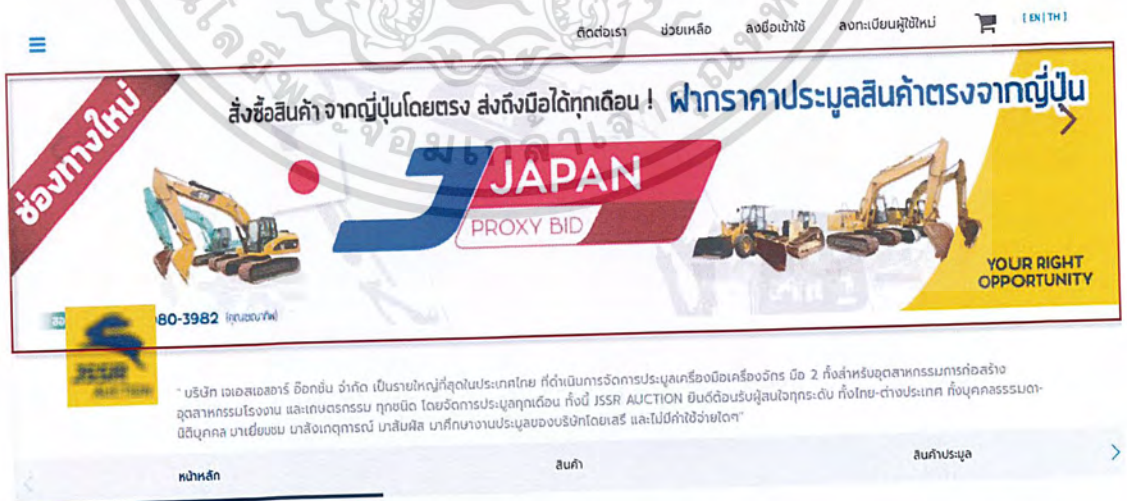 ติดต่อเรา ช่วยเหลือ ลงชื่อเข้าใช้ ลงทะเบียนผู้ใช้ใหม่ [ EN | TH ]
ช่องทางใหม่
สั่งซื้อสินค้า จากญี่ปุ่นโดยตรง ส่งถึงมือได้ทุกเดือน ! ฝากราคาประมูลสินค้าตรงจากญี่ปุ่น
J JAPAN
PROXY BID
YOUR RIGHT
OPPORTUNITY
80-3982
JSSR
AUCTION
" บริษัท เจเอสเอสอาร์ อ๊อกชั่น จำกัด เป็นรายใหญ่ที่สุดในประเทศไทย ที่ดำเนินการจัดการประมูลเครื่องมือเครื่องจักร มือ 2 ทั้งสำหรับอุตสาหกรรมการก่อสร้าง
อุตสาหกรรมโรงงาน และเกษตรกรรม ทุกชนิด โดยจัดการประมูลทุกเดือน ทั้งนี้ JSSR AUCTION ยินดีต้อนรับผู้สนใจทุกระดับ ทั้งไทย-ต่างประเทศ ทั้งบุคคลธรรมดา-
นิติบุคคล มาเยี่ยมชม มาสังเกตุการณ์ มาสัมผัส มาศึกษางานประมูลของบริษัทโดยเสรี และไม่มีค่าใช้จ่ายใดๆ"
หน้าหลัก สินค้า สินค้าประมูล